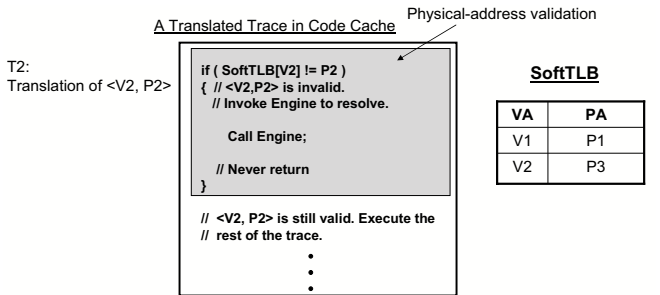 Physical-address validation
A Translated Trace in Code Cache
T2:
Translation of <V2, P2>
if ( SoftTLB[V2] != P2 )
{ // <V2,P2> is invalid.
// Invoke Engine to resolve.
Call Engine;
// Never return
}
// <V2, P2> is still valid. Execute the
// rest of the trace.
SoftTLB
VA PA
V1 P1
V2 P3